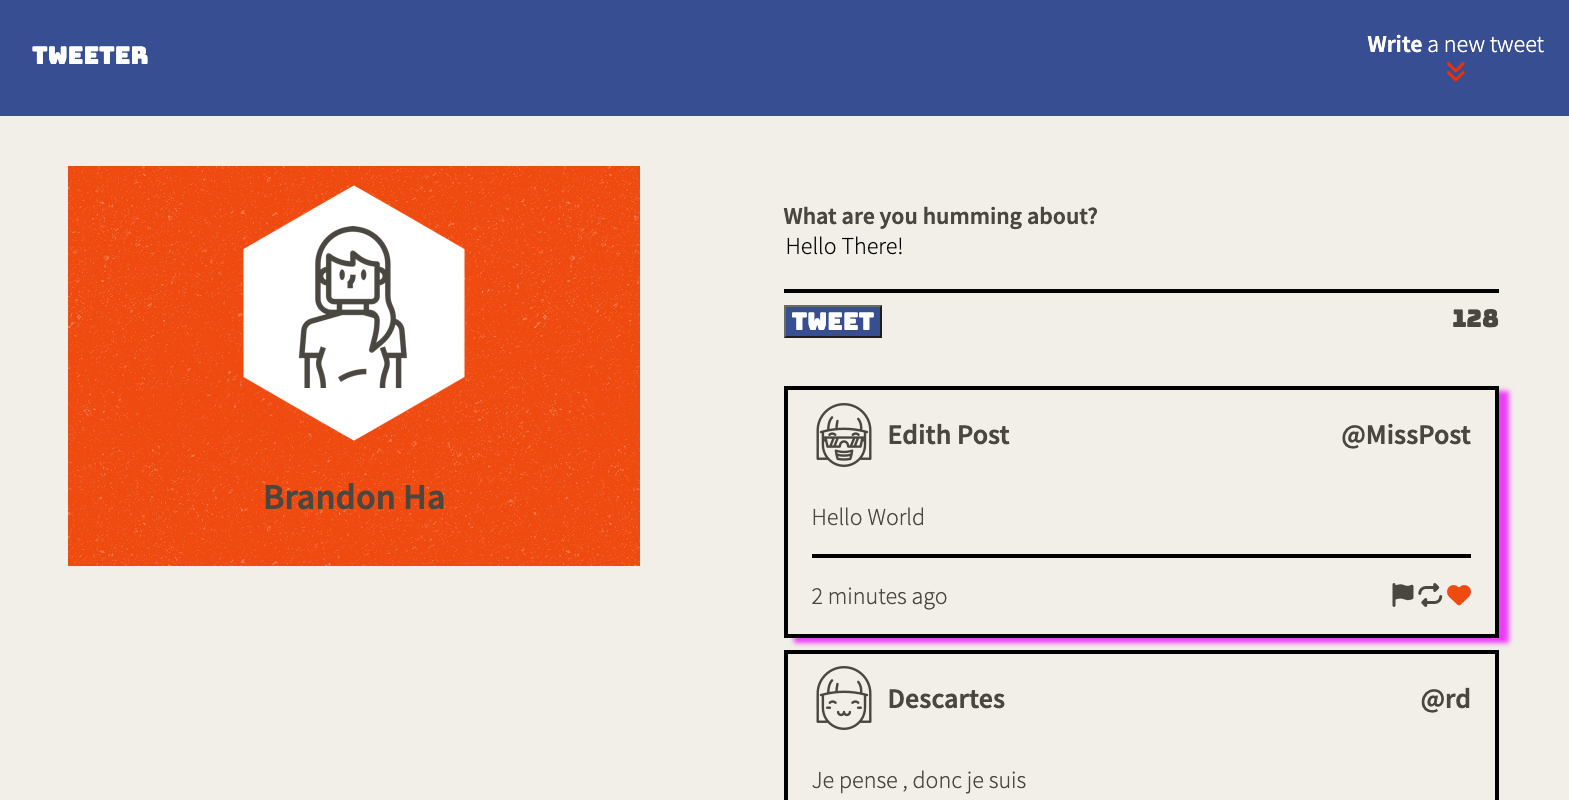 TWEETER
Write a new tweet
Brandon Ha
What are you humming about?
Hello There!
TWEET
128
Edith Post
@MissPost
Hello World
2 minutes ago
Descartes
@rd
Je pense , donc je suis